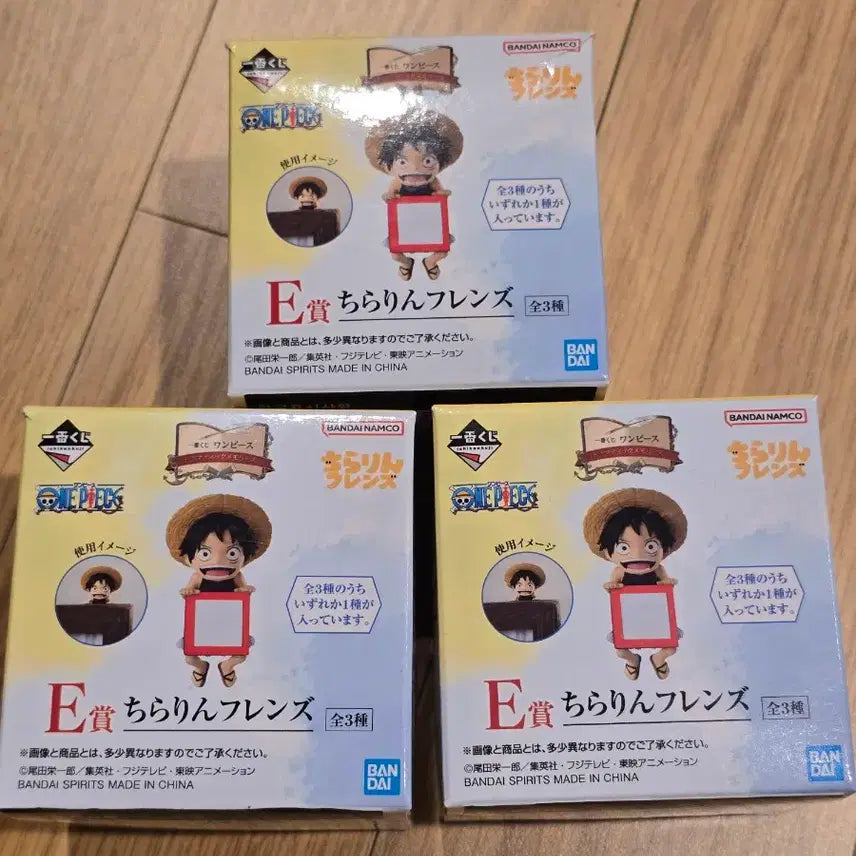 一番くじ
ichibankuji
一番くじ ワンピース
BANDAI NAMCO
ちらりん
フレンズ
ONE PIECE
使用イメージ
全3種のうち
いずれか1種が
入っています。
E賞 ちらりんフレンズ 全3種
※画像と商品とは、多少異なりますのでご了承ください。
©尾田栄一郎／集英社・フジテレビ・東映アニメーション
BANDAI SPIRITS MADE IN CHINA
BAN
DAI
一番くじ
ichibankuji
一番くじ ワンピース
BANDAI NAMCO
ちらりん
フレンズ
ONE PIECE
使用イメージ
全3種のうち
いずれか1種が
入っています。
E賞 ちらりんフレンズ 全3種
※画像と商品とは、多少異なりますのでご了承ください。
©尾田栄一郎／集英社・フジテレビ・東映アニメーション
BANDAI SPIRITS MADE IN CHINA
BAN
DAI
一番くじ
ichibankuji
一番くじ ワンピース
BANDAI NAMCO
ちらりん
フレンズ
ONE PIECE
使用イメージ
全3種のうち
いずれか1種が
入っています。
E賞 ちらりんフレンズ 全3種
※画像と商品とは、多少異なりますのでご了承ください。
©尾田栄一郎／集英社・フジテレビ・東映アニメーション
BANDAI SPIRITS MADE IN CHINA
BAN
DAI